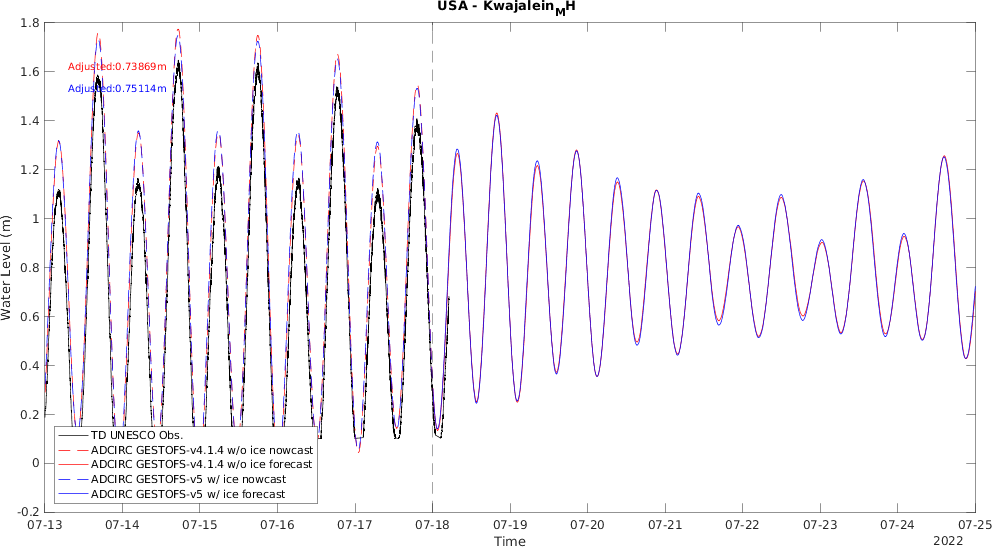 USA - KwajaleinMH
1.8
1.6
1.4
1.2
1
0.8
0.6
0.4
0.2
0
-0.2
Water Level (m)
Adjusted:0.73869m
Adjusted:0.75114m
TD UNESCO Obs.
ADCIRC GESTOFS-v4.1.4 w/o ice nowcast
ADCIRC GESTOFS-v4.1.4 w/o ice forecast
ADCIRC GESTOFS-v5 w/ ice nowcast
ADCIRC GESTOFS-v5 w/ ice forecast
07-13 07-14 07-15 07-16 07-17 07-18 07-19 07-20 07-21 07-22 07-23 07-24 07-25
Time
2022